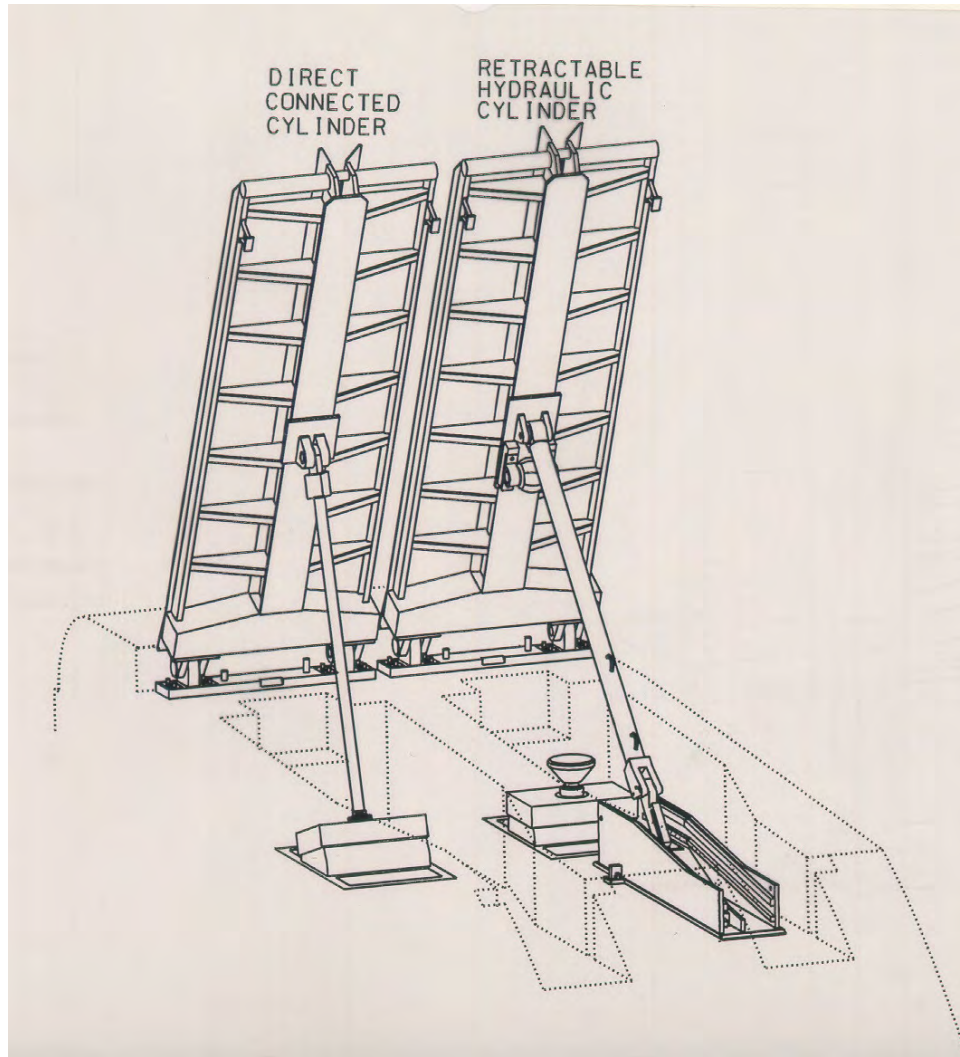 DIRECT
CONNECTED
CYLINDER
RETRACTABLE
HYDRAULIC
CYLINDER